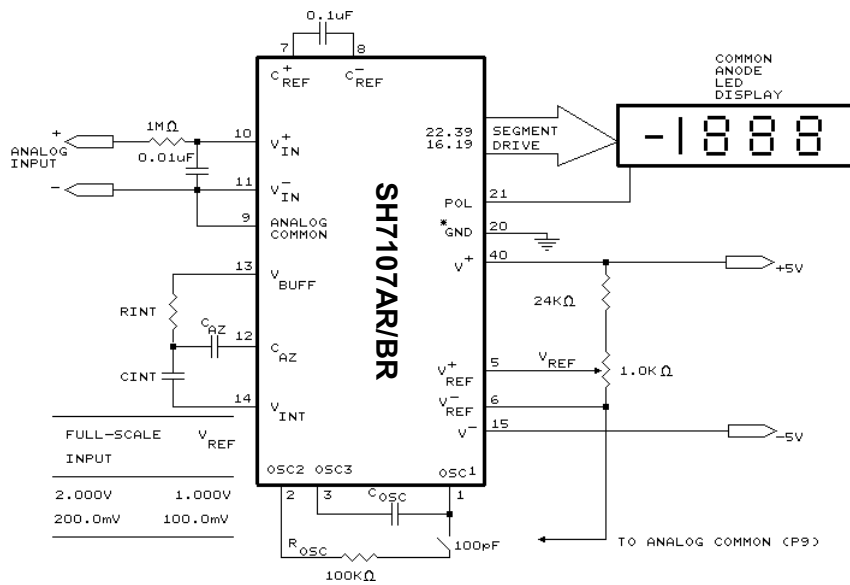 0.1uF
7 8
C+REF C-REF
COMMON
ANODE
LED
DISPLAY
1MΩ
+
ANALOG
INPUT
-
0.01uF
10
V+IN
11
V-IN
9
ANALOG
COMMON
22.39
16.19
SEGMENT
DRIVE
-1888
21
POL
20
*GND
40
V+
+5V
24KΩ
13
VBUFF
RINT
CAZ
12
CAZ
CINT
14
VINT
SH7107AR/BR
5
V+REF
VREF
1.0KΩ
6
V-REF
15
V-
-5V
FULL-SCALE VREF
INPUT
2.000V 1.000V
200.0mV 100.0mV
OSC2 OSC3 OSC1
2 3 1
COSC
100pF
ROSC
100KΩ
TO ANALOG COMMON (P9)